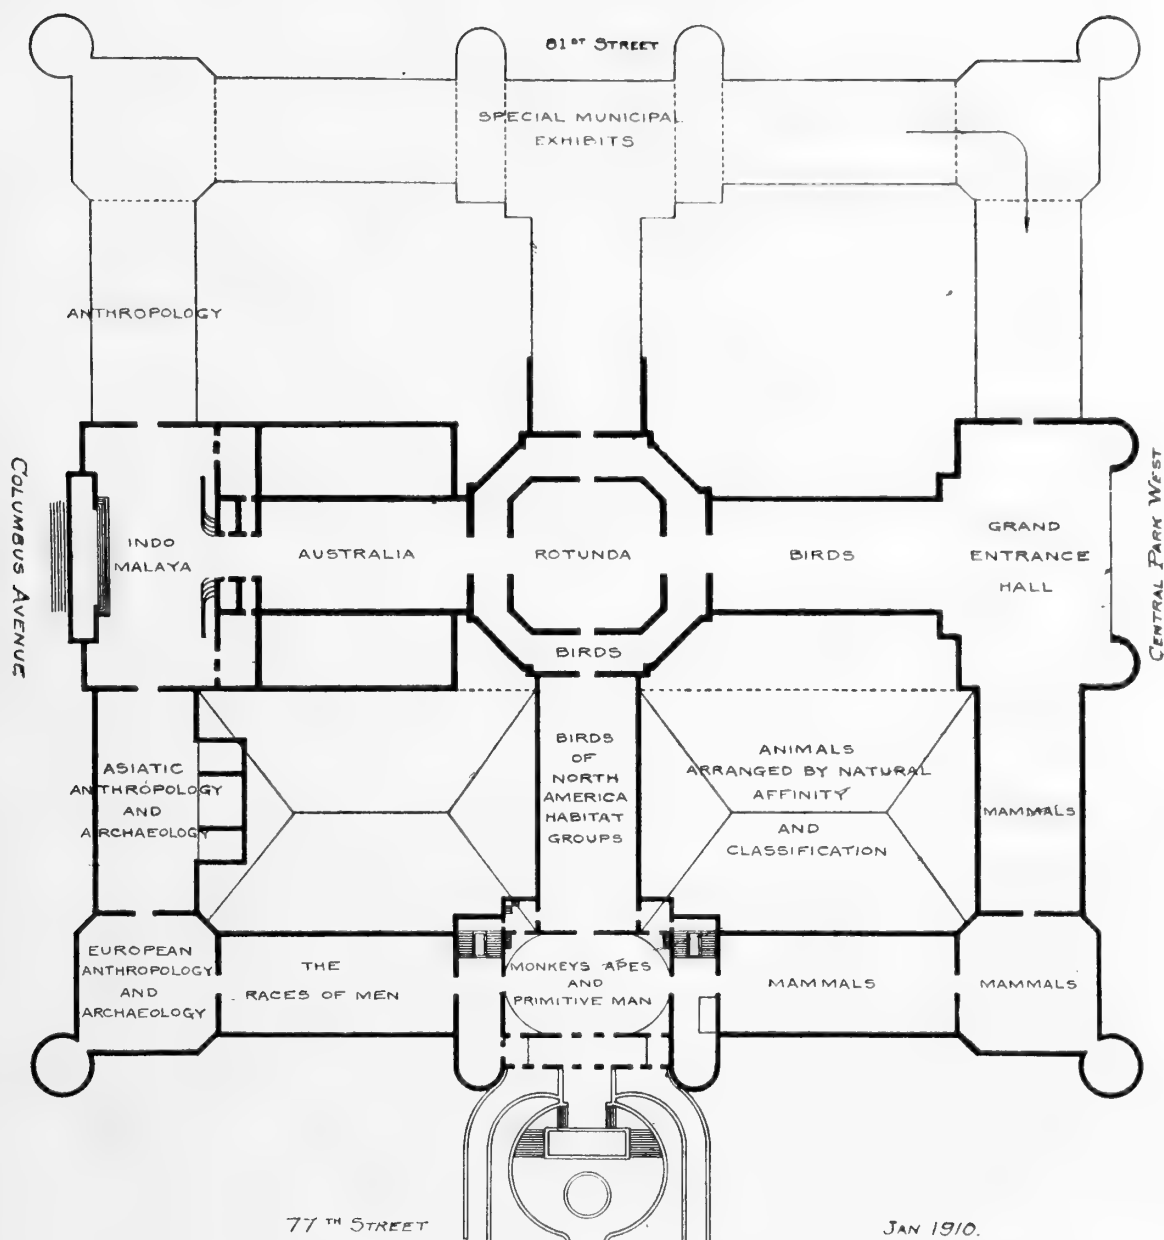 81ST STREET
SPECIAL MUNICIPAL
EXHIBITS
ANTHROPOLOGY
COLUMBUS AVENUE
INDO
MALAYA
AUSTRALIA
ROTUNDA
BIRDS
GRAND
ENTRANCE
HALL
CENTRAL PARK WEST
BIRDS
ASIATIC
ANTHROPOLOGY
AND
ARCHAEOLOGY
BIRDS
OF
NORTH
AMERICA
HABITAT
GROUPS
ANIMALS
ARRANGED BY NATURAL
AFFINITY
AND
CLASSIFICATION
MAMMALS
EUROPEAN
ANTHROPOLOGY
AND
ARCHAEOLOGY
THE
RACES OF MEN
MONKEYS APES
AND
PRIMITIVE MAN
MAMMALS
MAMMALS
77TH STREET
JAN 1910.